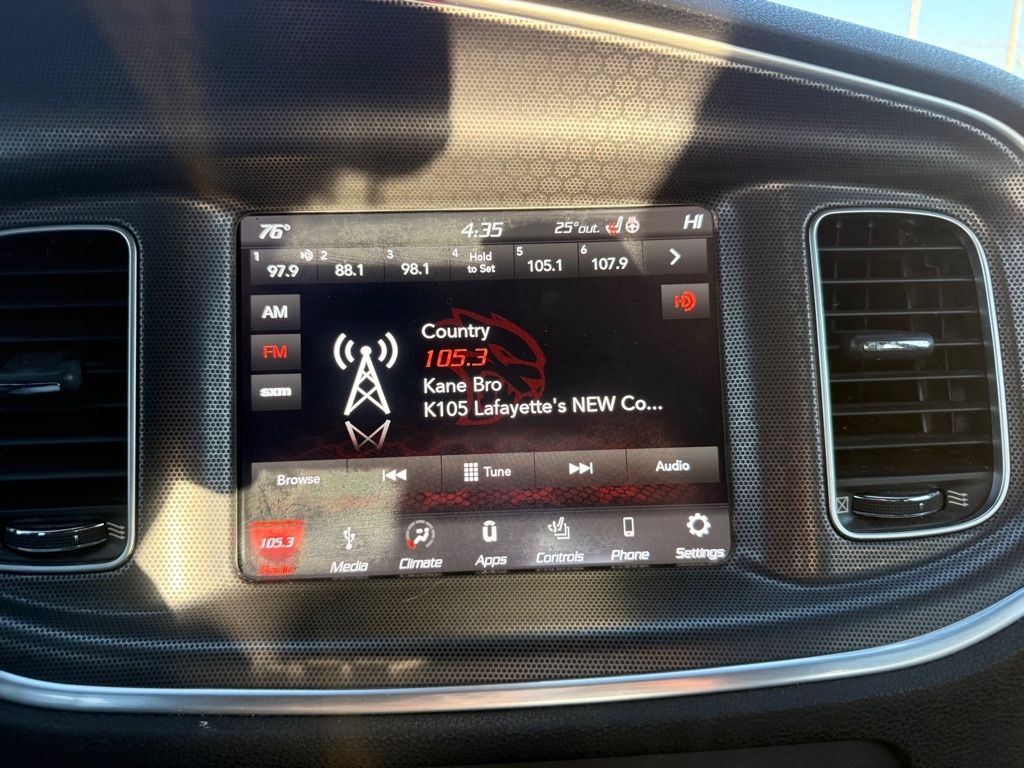 76° 4:35 25°out. HI
1 97.9 2 88.1 3 98.1 4 Hold to Set 5 105.1 6 107.9
AM
FM
sxm
Country
105.3
Kane Bro
K105 Lafayette's NEW Co...
Browse Tune Audio
105.3
Radio Media Climate Apps Controls Phone Settings